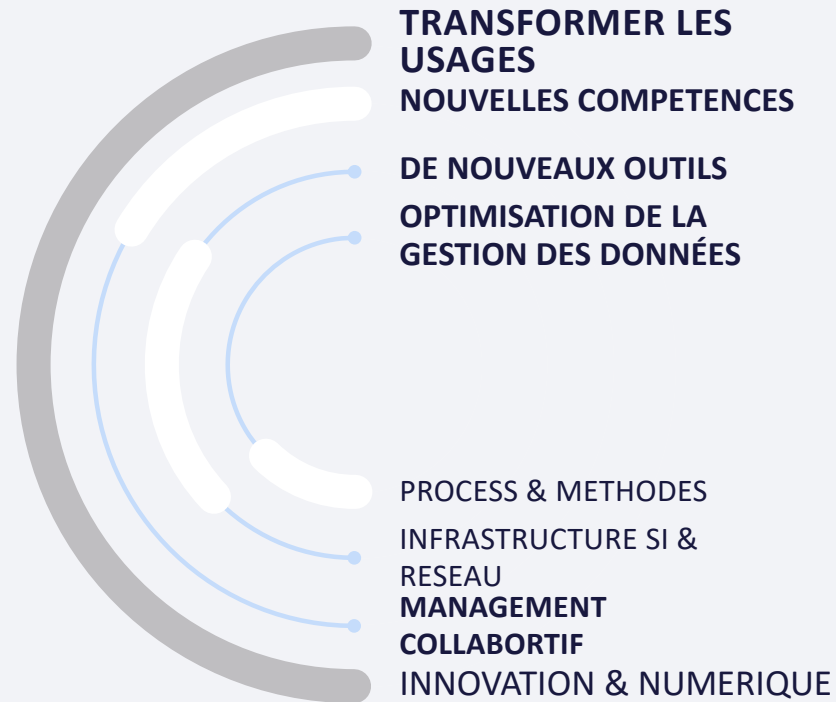 TRANSFORMER LES
USAGES
NOUVELLES COMPETENCES
DE NOUVEAUX OUTILS
OPTIMISATION DE LA
GESTION DES DONNÉES
PROCESS & METHODES
INFRASTRUCTURE SI &
RESEAU
MANAGEMENT
COLLABORTIF
INNOVATION & NUMERIQUE